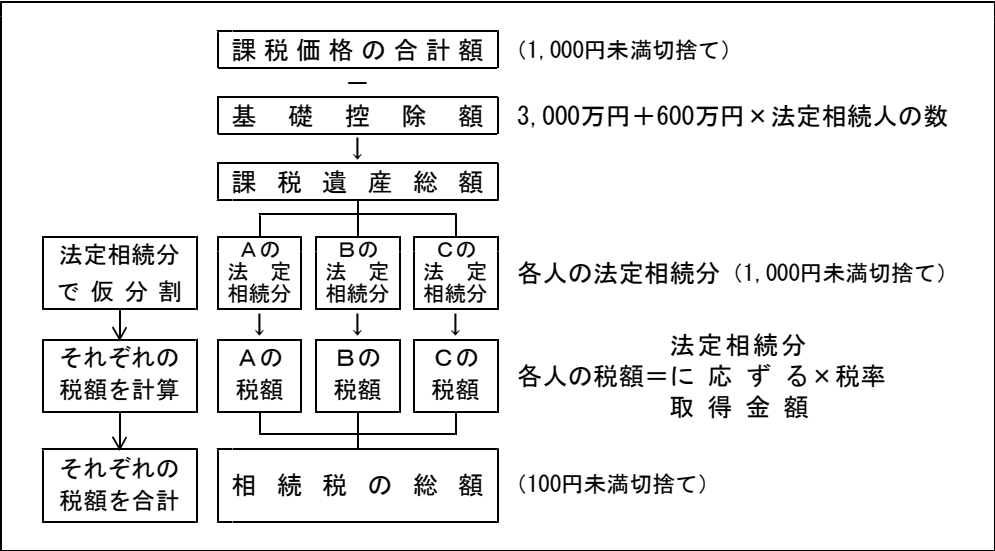 課税価格の合計額 (1,000円未満切捨て)
－
基礎控除額 3,000万円＋600万円×法定相続人の数
↓
課税遺産総額
法定相続分
で仮分割
Aの
法定
相続分
Bの
法定
相続分
Cの
法定
相続分
各人の法定相続分 (1,000円未満切捨て)
↓ ↓ ↓
それぞれの
税額を計算
Aの
税額
Bの
税額
Cの
税額
各人の税額＝法定相続分に応ずる取得金額×税率
それぞれの
税額を合計
相続税の総額 (100円未満切捨て)